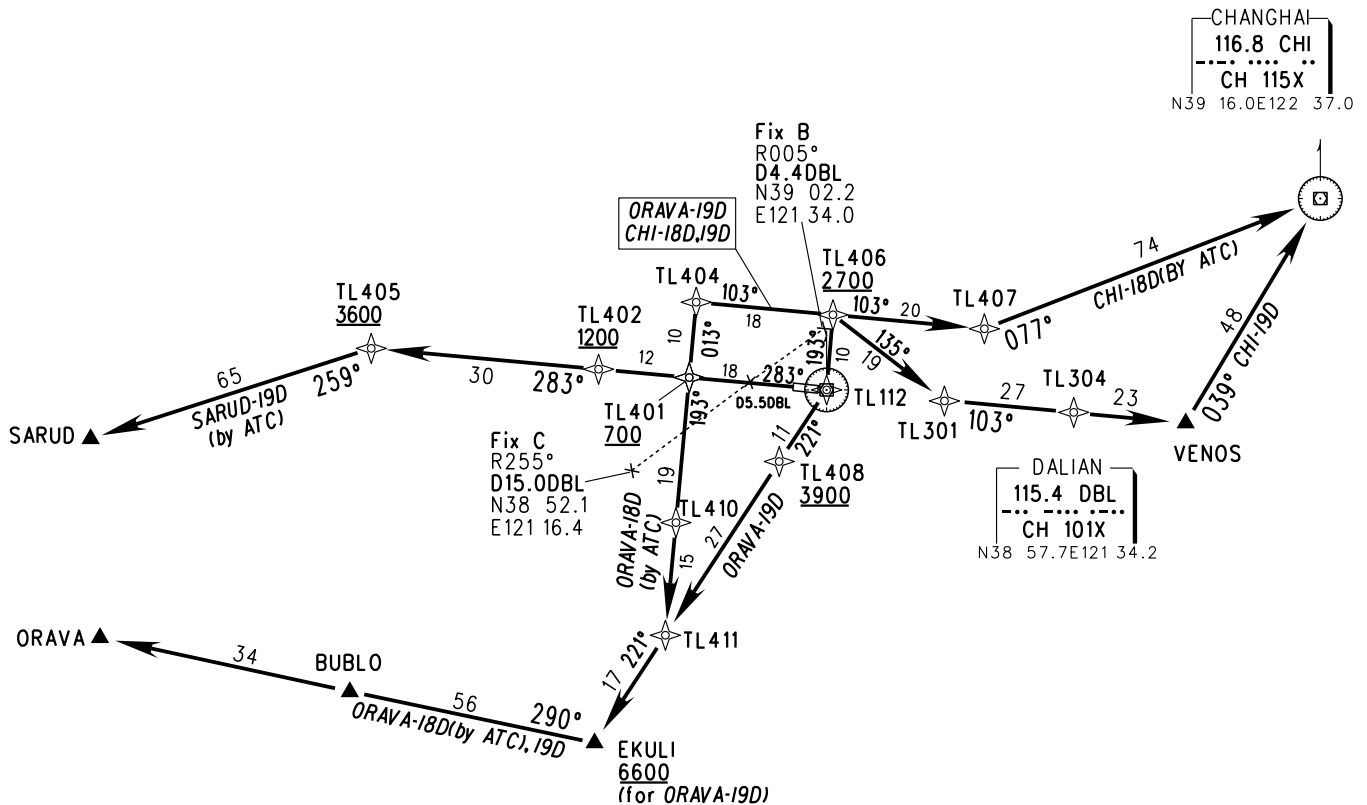 CHANGHAI
116.8 CHI
-·-· ···· ··
CH 115X
N39 16.0E122 37.0
Fix B
R005°
D4.4DBL
N39 02.2
E121 34.0
ORAVA-19D
CHI-18D,19D
TL404
103°
18
TL406
2700
103°
20
TL407
077°
74
CHI-18D(BY ATC)
48
039° CHI-19D
TL405
3600
TL402
1200
10
013°
193°
10
135°
19
65
259°
SARUD-19D
(by ATC)
30
283°
12
18
283°
D5.5DBL
TL112
27
TL304
23
TL301
103°
VENOS
SARUD
TL401
700
193°
Fix C
R255°
D15.0DBL
N38 52.1
E121 16.4
19
11
221°
TL408
3900
DALIAN
115.4 DBL
-·· -··· ·-··
CH 101X
N38 57.7E121 34.2
TL410
ORAVA-18D
(by ATC)
15
27
ORAVA-19D
ORAVA
34
BUBLO
TL411
221°
17
56
290°
ORAVA-18D(by ATC),19D
EKULI
6600
(for ORAVA-19D)